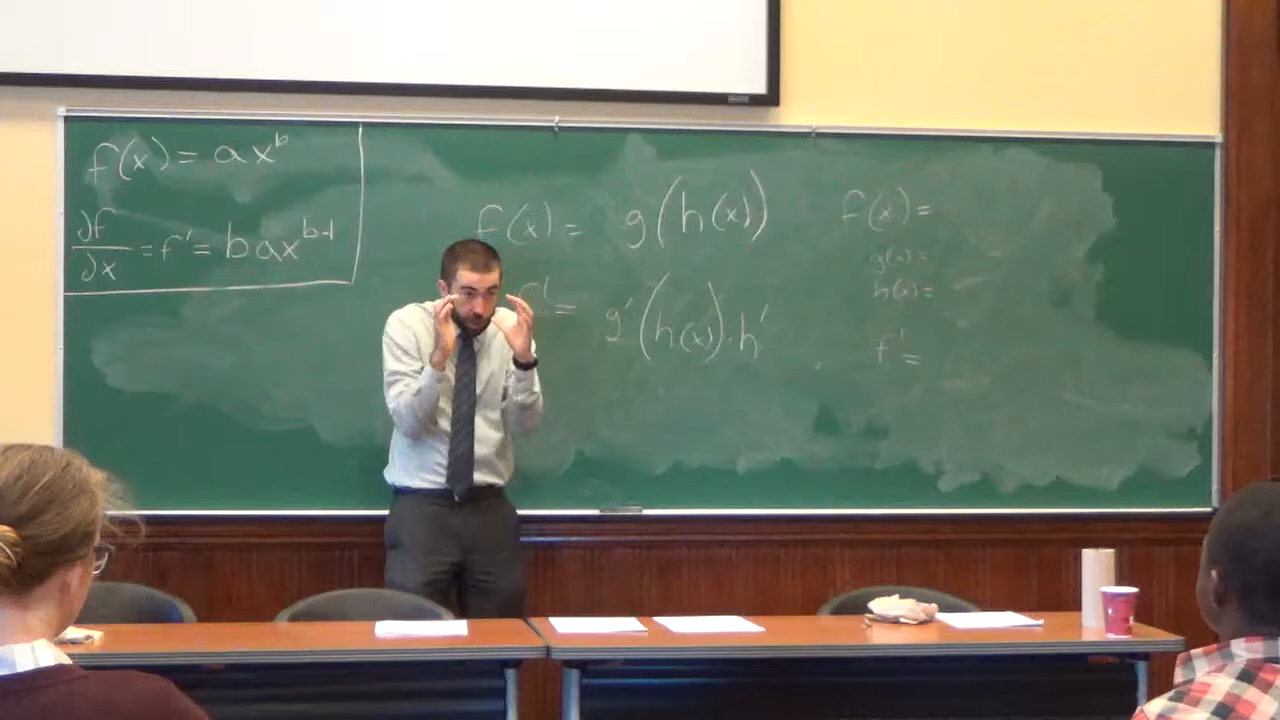 f(x) = ax^b
∂f/∂x = f' = bax^{b-1}
f(x) = g(h(x))
f' = g'(h(x))·h'
f(x) =
g(x) =
h(x) =
f' =